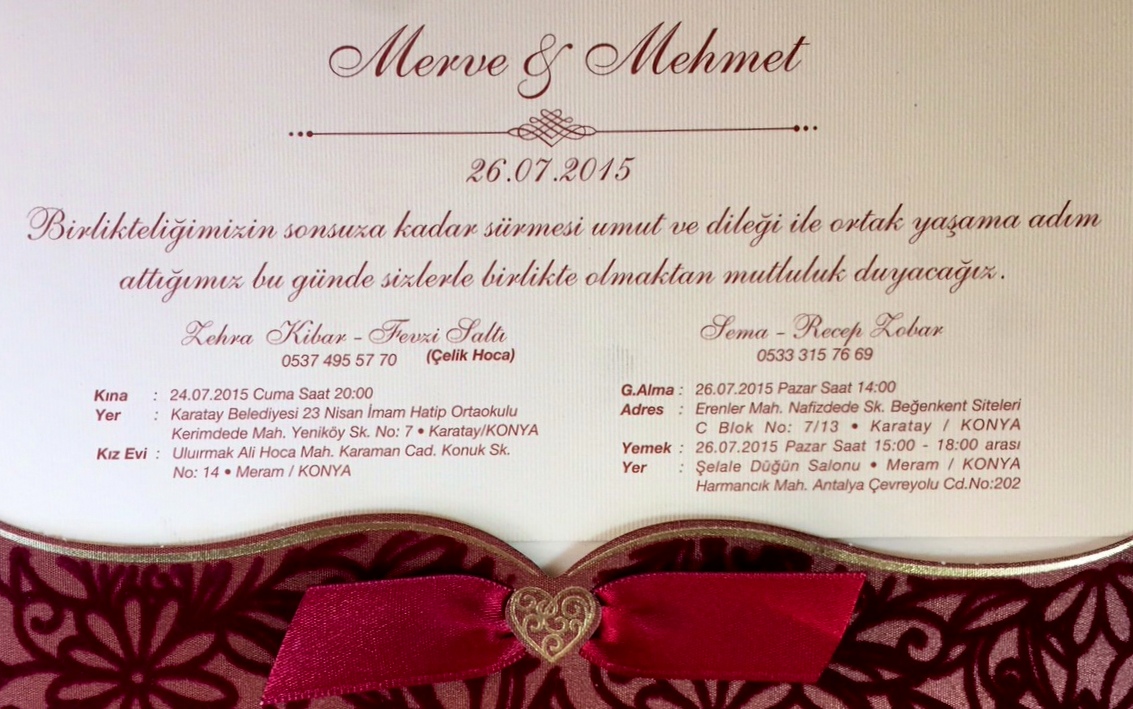 Merve & Mehmet
26.07.2015
Birlikteliğimizin sonsuza kadar sürmesi umut ve dileği ile ortak yaşama adım
attığımız bu günde sizlerle birlikte olmaktan mutluluk duyacağız.
Zehra Kibar - Fevzi Saltı
0537 495 57 70 (Çelik Hoca)
Kına : 24.07.2015 Cuma Saat 20:00
Yer : Karatay Belediyesi 23 Nisan İmam Hatip Ortaokulu
Kerimdede Mah. Yeniköy Sk. No: 7 • Karatay/KONYA
Kız Evi : Uluırmak Ali Hoca Mah. Karaman Cad. Konuk Sk.
No: 14 • Meram / KONYA
Sema - Recep Zobar
0533 315 76 69
G.Alma : 26.07.2015 Pazar Saat 14:00
Adres : Erenler Mah. Nafizdede Sk. Beğenkent Siteleri
C Blok No: 7/13 • Karatay / KONYA
Yemek : 26.07.2015 Pazar Saat 15:00 - 18:00 arası
Yer : Şelale Düğün Salonu • Meram / KONYA
Harmancık Mah. Antalya Çevreyolu Cd.No:202